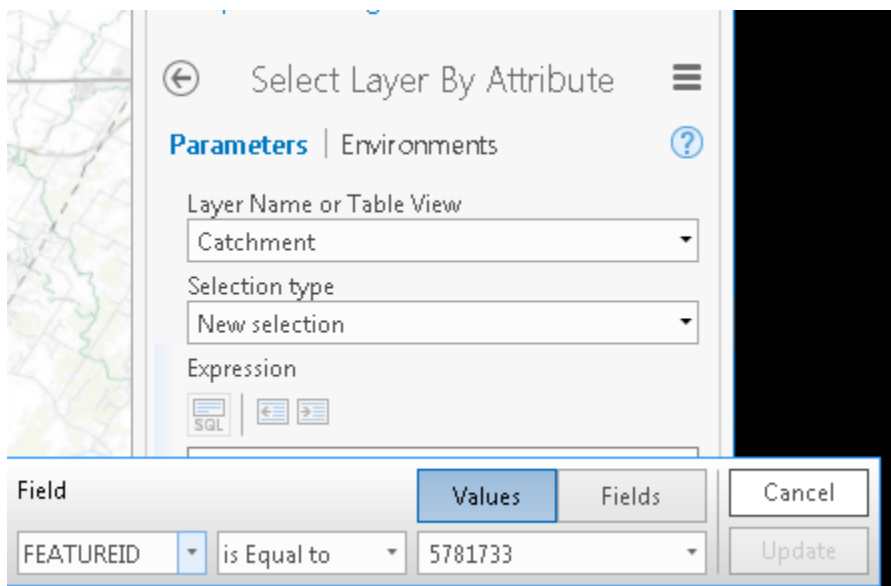 Select Layer By Attribute
Parameters | Environments ?
Layer Name or Table View
Catchment
Selection type
New selection
Expression
SQL
Field Values Fields Cancel
FEATUREID is Equal to 5781733 Update